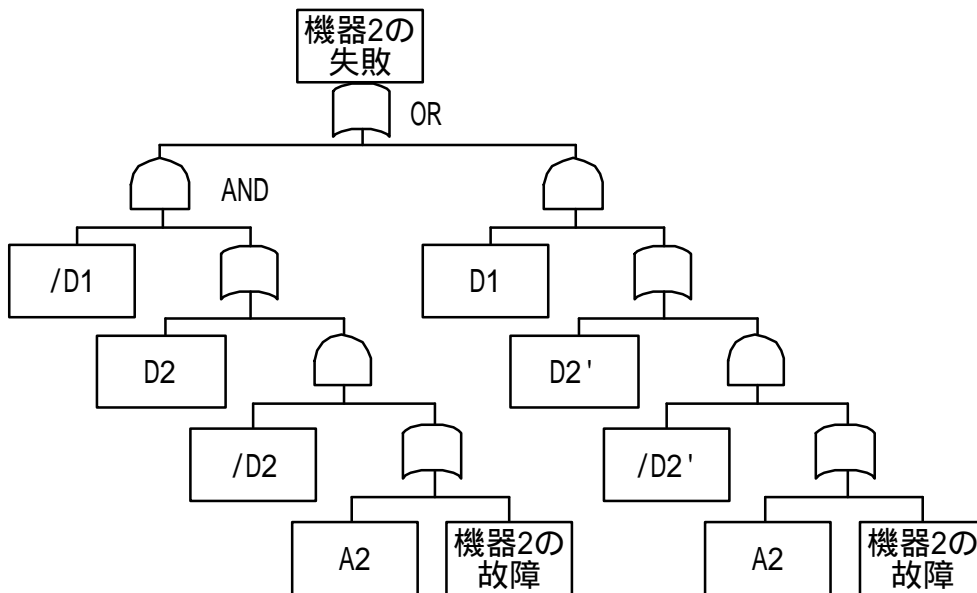 機器2の
失敗
OR
AND
/D1
D1
D2
D2'
/D2
/D2'
A2
機器2の
故障
A2
機器2の
故障